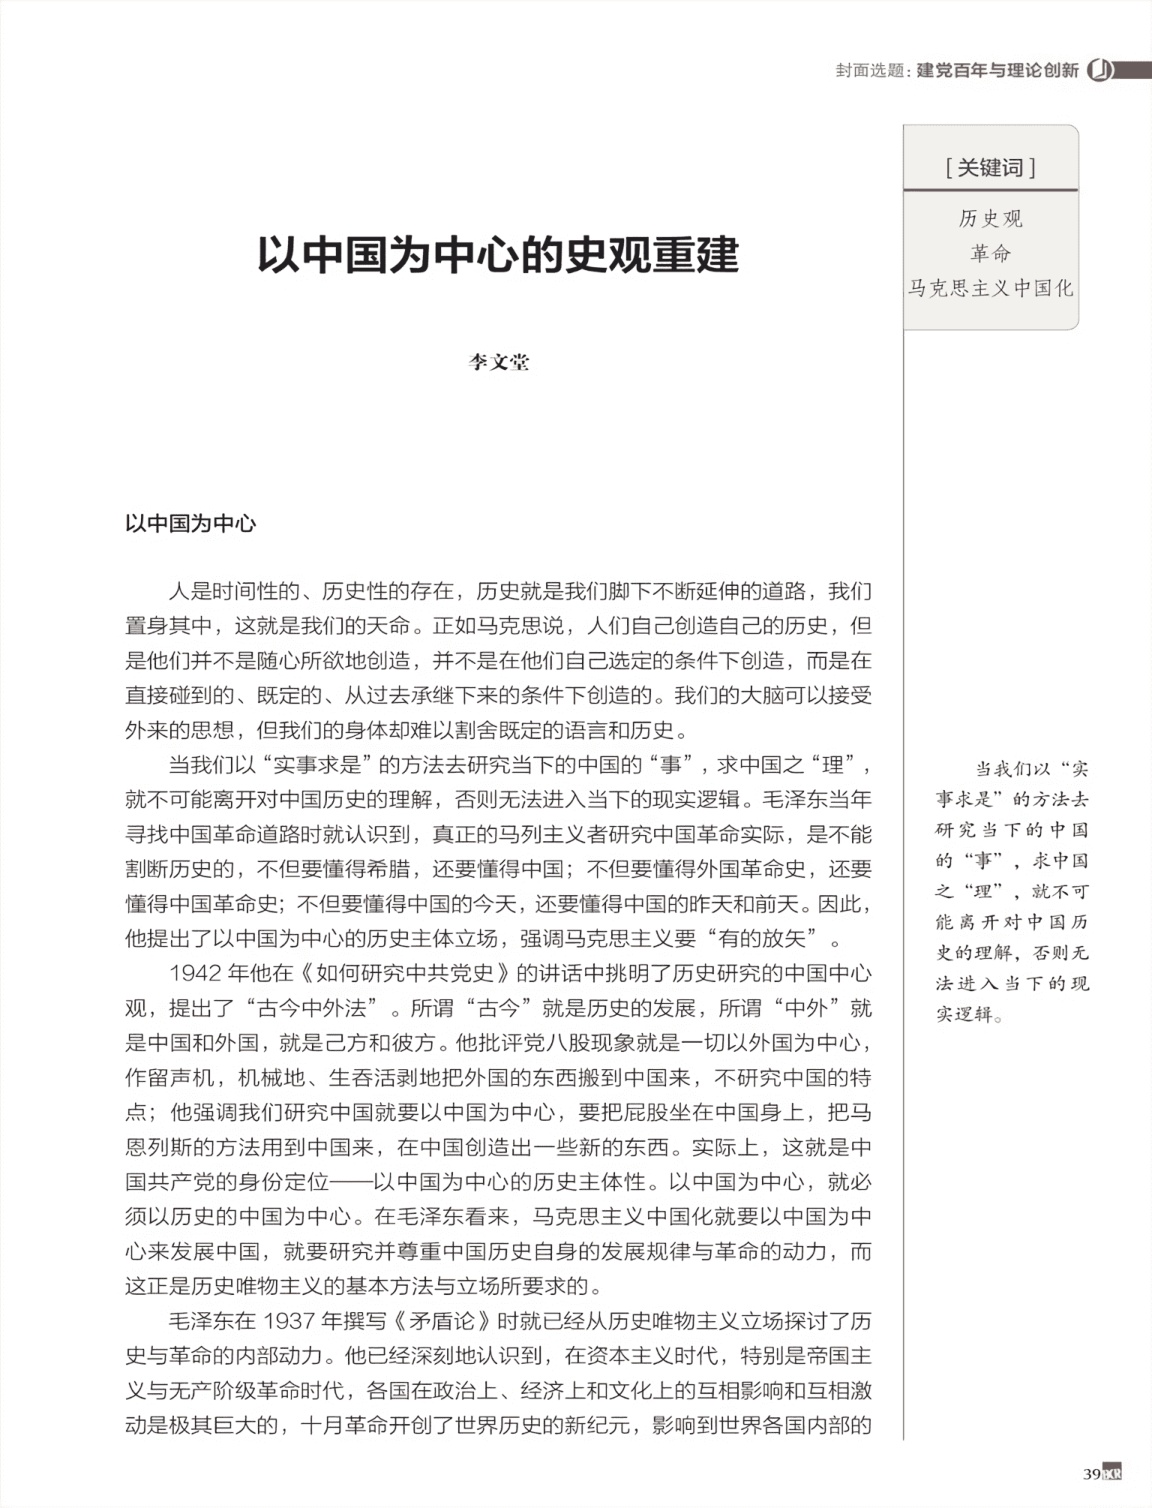 封面选题：建党百年与理论创新
[关键词]
历史观
革命
马克思主义中国化
以中国为中心的史观重建
李文堂
以中国为中心
人是时间性的、历史性的存在，历史就是我们脚下不断延伸的道路，我们
置身其中，这就是我们的天命。正如马克思说，人们自己创造自己的历史，但
是他们并不是随心所欲地创造，并不是在他们自己选定的条件下创造，而是在
直接碰到的、既定的、从过去承继下来的条件下创造的。我们的大脑可以接受
外来的思想，但我们的身体却难以割舍既定的语言和历史。
当我们以“实事求是”的方法去研究当下的中国的“事”，求中国之“理”，
就不可能离开对中国历史的理解，否则无法进入当下的现实逻辑。毛泽东当年
寻找中国革命道路时就认识到，真正的马列主义者研究中国革命实际，是不能
割断历史的，不但要懂得希腊，还要懂得中国；不但要懂得外国革命史，还要
懂得中国革命史；不但要懂得中国的今天，还要懂得中国的昨天和前天。因此，
他提出了以中国为中心的历史主体立场，强调马克思主义要“有的放矢”。
1942 年他在《如何研究中共党史》的讲话中挑明了历史研究的中国中心
观，提出了“古今中外法”。所谓“古今”就是历史的发展，所谓“中外”就
是中国和外国，就是己方和彼方。他批评党八股现象就是一切以外国为中心，
作留声机，机械地、生吞活剥地把外国的东西搬到中国来，不研究中国的特
点；他强调我们研究中国就要以中国为中心，要把屁股坐在中国身上，把马
恩列斯的方法用到中国来，在中国创造出一些新的东西。实际上，这就是中
国共产党的身份定位——以中国为中心的历史主体性。以中国为中心，就必
须以历史的中国为中心。在毛泽东看来，马克思主义中国化就要以中国为中
心来发展中国，就要研究并尊重中国历史自身的发展规律与革命的动力，而
这正是历史唯物主义的基本方法与立场所要求的。
毛泽东在 1937 年撰写《矛盾论》时就已经从历史唯物主义立场探讨了历
史与革命的内部动力。他已经深刻地认识到，在资本主义时代，特别是帝国主
义与无产阶级革命时代，各国在政治上、经济上和文化上的互相影响和互相激
动是极其巨大的，十月革命开创了世界历史的新纪元，影响到世界各国内部的
当我们以“实
事求是”的方法去
研究当下的中国
的“事”，求中国
之“理”，就不可
能离开对中国历
史的理解，否则无
法进入当下的现
实逻辑。
39